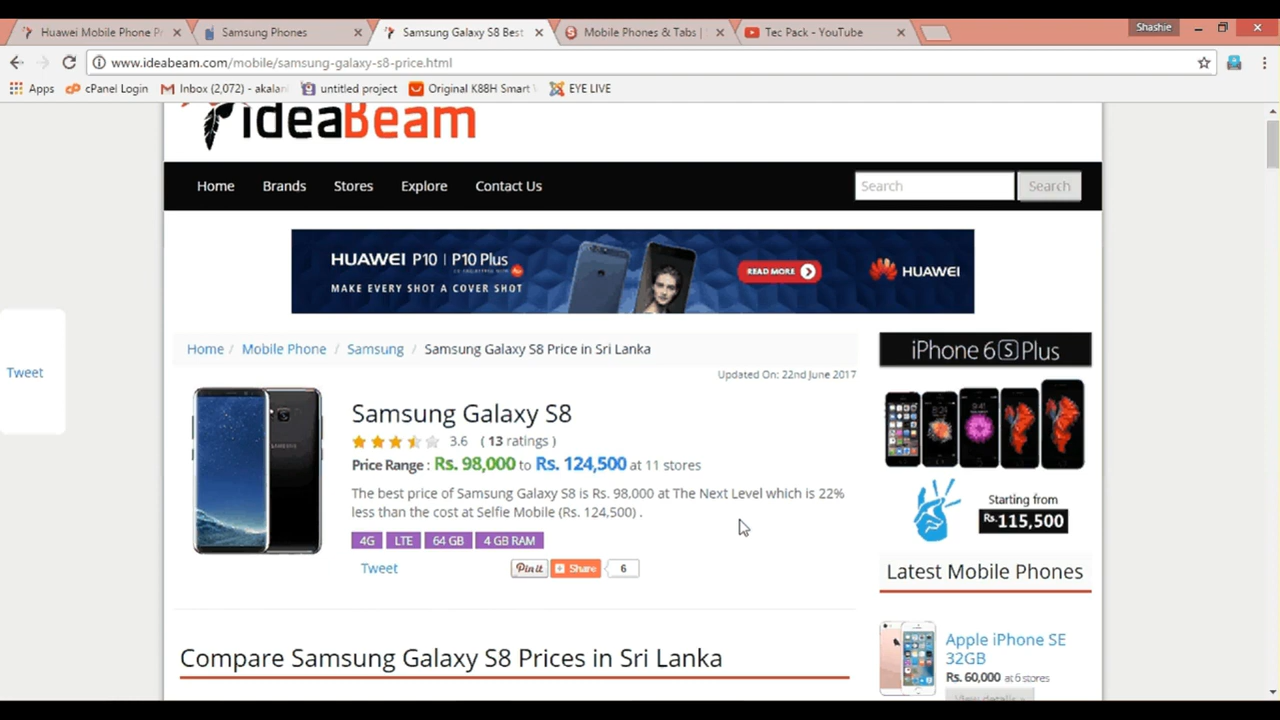 Huawei Mobile Phone P
Samsung Phones
Samsung Galaxy S8 Best
Mobile Phones & Tabs |
Tec Pack - YouTube
Shashie
www.ideabeam.com/mobile/samsung-galaxy-s8-price.html
Apps
cPanel Login
Inbox (2,072) - akalan
untitled project
Original K88H Smart
EYE LIVE
ideaBeam
Home
Brands
Stores
Explore
Contact Us
Search
Search
HUAWEI P10 | P10 Plus
MAKE EVERY SHOT A COVER SHOT
READ MORE
HUAWEI
Tweet
Home / Mobile Phone / Samsung / Samsung Galaxy S8 Price in Sri Lanka
Updated On: 22nd June 2017
Samsung Galaxy S8
3.6 ( 13 ratings )
Price Range : Rs. 98,000 to Rs. 124,500 at 11 stores
The best price of Samsung Galaxy S8 is Rs. 98,000 at The Next Level which is 22%
less than the cost at Selfie Mobile (Rs. 124,500) .
4G
LTE
64 GB
4 GB RAM
Tweet
Pin it
Share
6
Compare Samsung Galaxy S8 Prices in Sri Lanka
iPhone 6S Plus
Starting from
Rs.115,500
Latest Mobile Phones
Apple iPhone SE
32GB
Rs. 60,000 at 6 stores
View details »